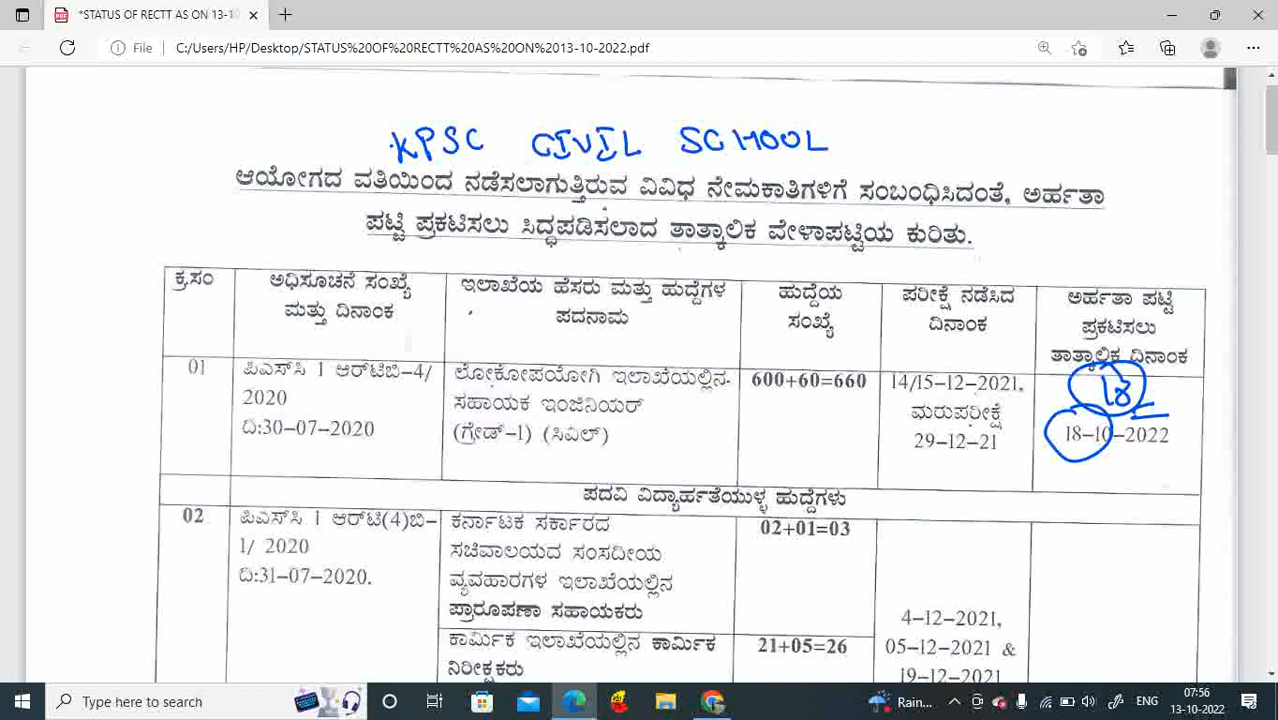 *STATUS OF RECTT AS ON 13-1
File
C:/Users/HP/Desktop/STATUS%20OF%20RECTT%20AS%20ON%2013-10-2022.pdf
KPSC CIVIL SCHOOL
ಆಯೋಗದ ವತಿಯಿಂದ ನಡೆಸಲಾಗುತ್ತಿರುವ ವಿವಿಧ ನೇಮಕಾತಿಗಳಿಗೆ ಸಂಬಂಧಿಸಿದಂತೆ, ಅರ್ಹತಾ
ಪಟ್ಟಿ ಪ್ರಕಟಿಸಲು ಸಿದ್ಧಪಡಿಸಲಾದ ತಾತ್ಕಾಲಿಕ ವೇಳಾಪಟ್ಟಿಯ ಕುರಿತು.
ಕ್ರ.ಸಂ
ಅಧಿಸೂಚನೆ ಸಂಖ್ಯೆ
ಮತ್ತು ದಿನಾಂಕ
ಇಲಾಖೆಯ ಹೆಸರು ಮತ್ತು ಹುದ್ದೆಗಳ
ಪದನಾಮ
ಹುದ್ದೆಯ
ಸಂಖ್ಯೆ
ಪರೀಕ್ಷೆ ನಡೆಸಿದ
ದಿನಾಂಕ
ಅರ್ಹತಾ ಪಟ್ಟಿ
ಪ್ರಕಟಿಸಲು
ತಾತ್ಕಾಲಿಕ ದಿನಾಂಕ
01
ಪಿಎಸ್‌ಸಿ 1 ಆರ್‌ಟಿಬಿ-4/
2020
ದಿ:30-07-2020
ಲೋಕೋಪಯೋಗಿ ಇಲಾಖೆಯಲ್ಲಿನ
ಸಹಾಯಕ ಇಂಜಿನಿಯರ್
(ಗ್ರೇಡ್-1) (ಸಿವಿಲ್)
600+60=660
14/15-12-2021,
ಮರುಪರೀಕ್ಷೆ
29-12-21
18
18-10-2022
ಪದವಿ ವಿದ್ಯಾರ್ಹತೆಯುಳ್ಳ ಹುದ್ದೆಗಳು
02
ಪಿಎಸ್‌ಸಿ 1 ಆರ್‌ಟಿ(4)ಬಿ-
1/ 2020
ದಿ:31-07-2020.
ಕರ್ನಾಟಕ ಸರ್ಕಾರದ
ಸಚಿವಾಲಯದ ಸಂಸದೀಯ
ವ್ಯವಹಾರಗಳ ಇಲಾಖೆಯಲ್ಲಿನ
ಪ್ರಾರೂಪಣಾ ಸಹಾಯಕರು
02+01=03
ಕಾರ್ಮಿಕ ಇಲಾಖೆಯಲ್ಲಿನ ಕಾರ್ಮಿಕ
ನಿರೀಕ್ಷಕರು
21+05=26
4-12-2021,
05-12-2021 &
19-12-2021
Type here to search
Rain...
ENG
07:56
13-10-2022